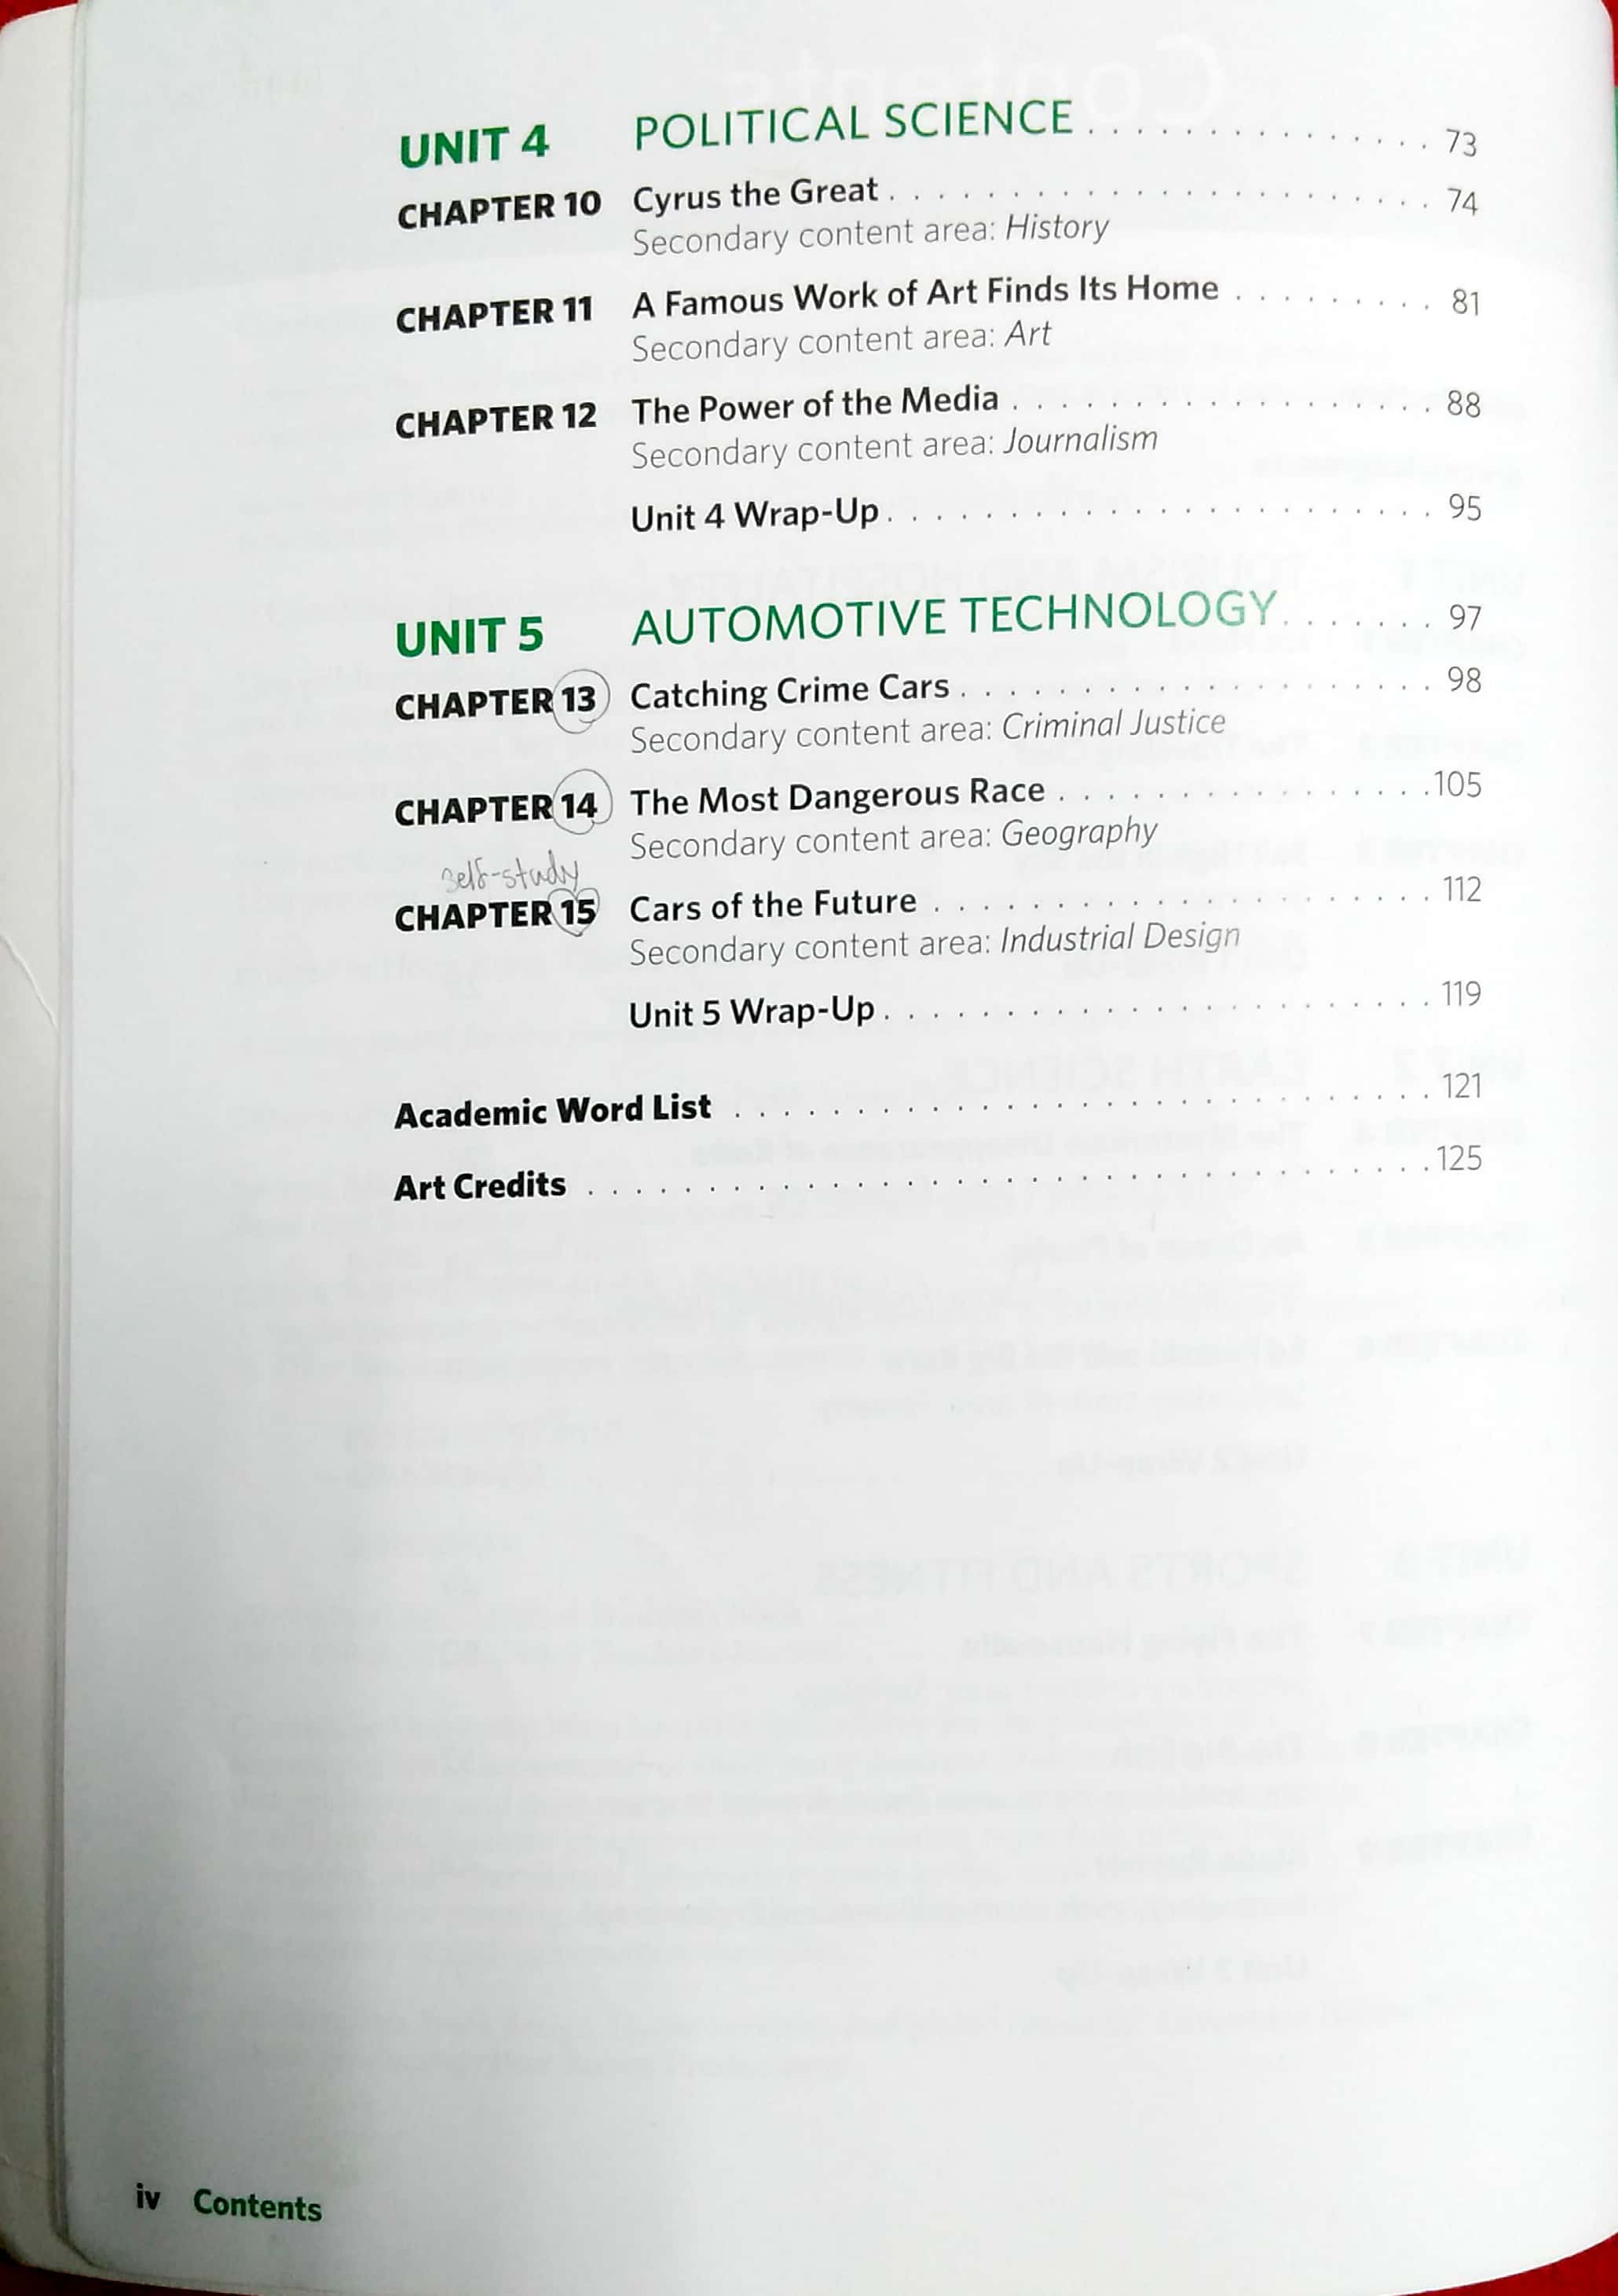 UNIT 4 POLITICAL SCIENCE . . . . . . . . . . . . . . 73
CHAPTER 10 Cyrus the Great . . . . . . . . . . . . . . . . . . . . . . 74
Secondary content area: History
CHAPTER 11 A Famous Work of Art Finds Its Home . . . . . . . . . 81
Secondary content area: Art
CHAPTER 12 The Power of the Media . . . . . . . . . . . . . . . . . . 88
Secondary content area: Journalism
Unit 4 Wrap-Up . . . . . . . . . . . . . . . . . . . . . . . 95
UNIT 5 AUTOMOTIVE TECHNOLOGY . . . . . . . 97
CHAPTER 13 Catching Crime Cars . . . . . . . . . . . . . . . . . . . . 98
Secondary content area: Criminal Justice
CHAPTER 14 The Most Dangerous Race . . . . . . . . . . . . . . . . 105
Secondary content area: Geography
self-study
CHAPTER 15 Cars of the Future . . . . . . . . . . . . . . . . . . . . . 112
Secondary content area: Industrial Design
Unit 5 Wrap-Up . . . . . . . . . . . . . . . . . . . . . . . 119
Academic Word List . . . . . . . . . . . . . . . . . . . . . . . . . . . . . 121
Art Credits . . . . . . . . . . . . . . . . . . . . . . . . . . . . . . . . . . . 125
iv Contents